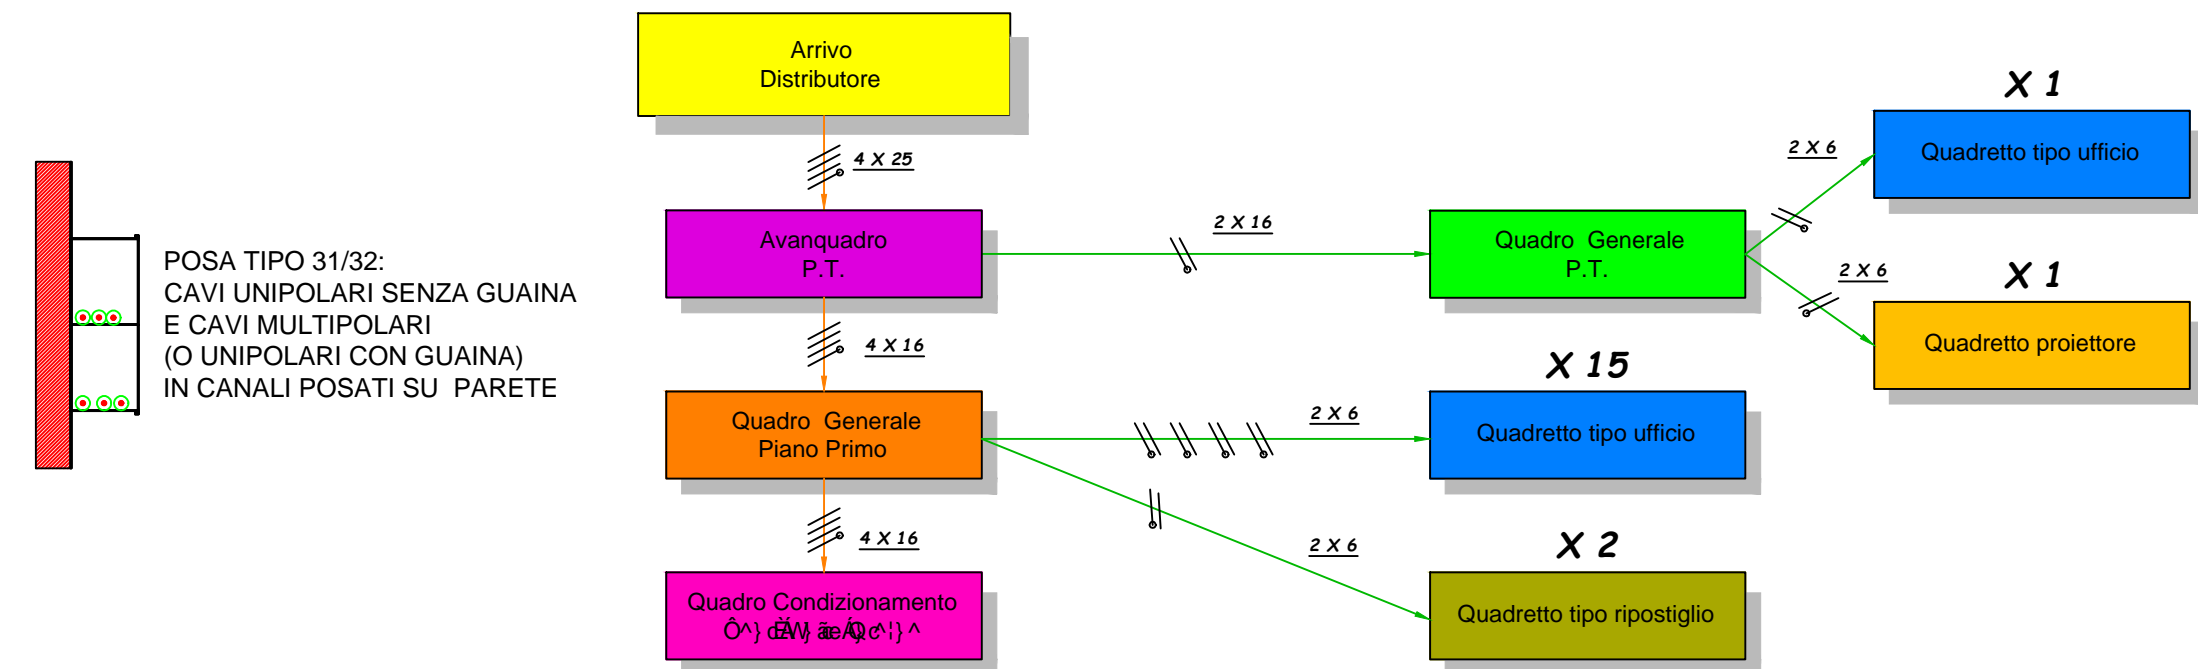 Arrivo
Distributore
4 X 25
X 1
Quadretto tipo ufficio
2 X 6
Avanquadro
P.T.
2 X 16
Quadro Generale
P.T.
2 X 6
X 1
Quadretto proiettore
POSA TIPO 31/32:
CAVI UNIPOLARI SENZA GUAINA
E CAVI MULTIPOLARI
(O UNIPOLARI CON GUAINA)
IN CANALI POSATI SU PARETE
4 X 16
X 15
Quadro Generale
Piano Primo
2 X 6
Quadretto tipo ufficio
4 X 16
2 X 6
X 2
Quadro Condizionamento
Quadretto tipo ripostiglio